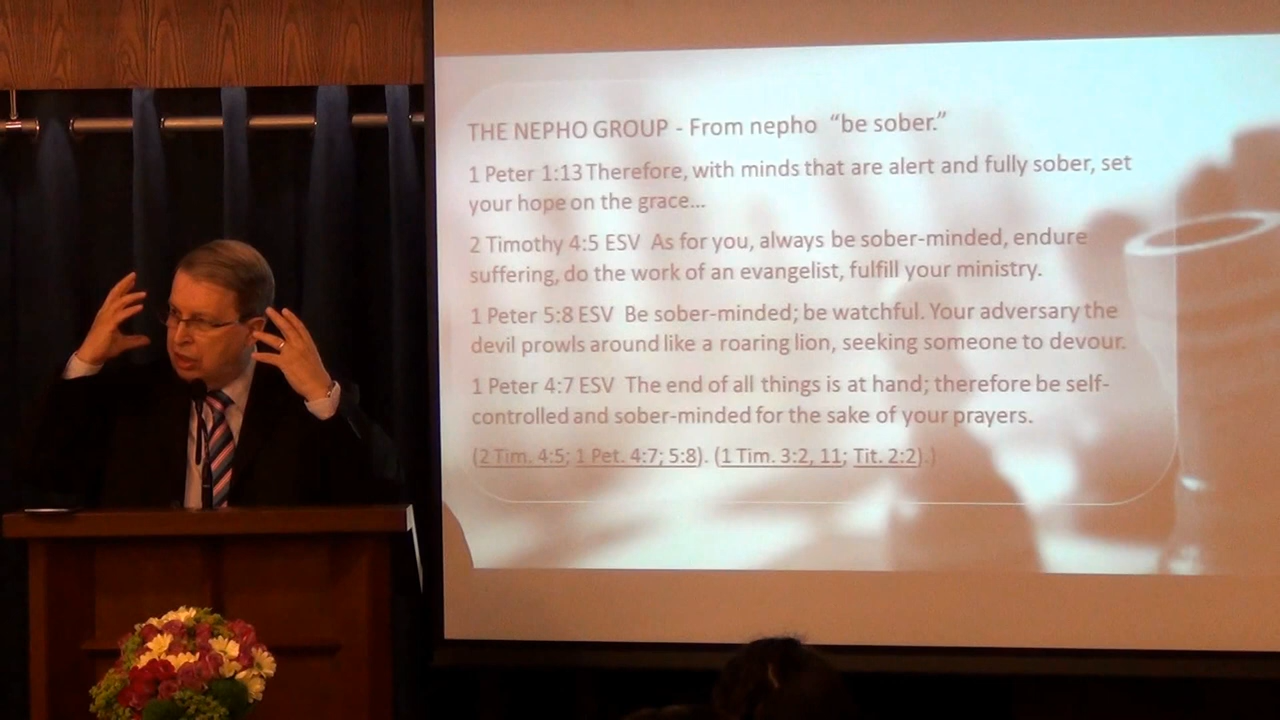 THE NEPHO GROUP - From nepho “be sober.”
1 Peter 1:13 Therefore, with minds that are alert and fully sober, set
your hope on the grace...
2 Timothy 4:5 ESV As for you, always be sober-minded, endure
suffering, do the work of an evangelist, fulfill your ministry.
1 Peter 5:8 ESV Be sober-minded; be watchful. Your adversary the
devil prowls around like a roaring lion, seeking someone to devour.
1 Peter 4:7 ESV The end of all things is at hand; therefore be self-
controlled and sober-minded for the sake of your prayers.
(2 Tim. 4:5; 1 Pet. 4:7; 5:8). (1 Tim. 3:2, 11; Tit. 2:2).)